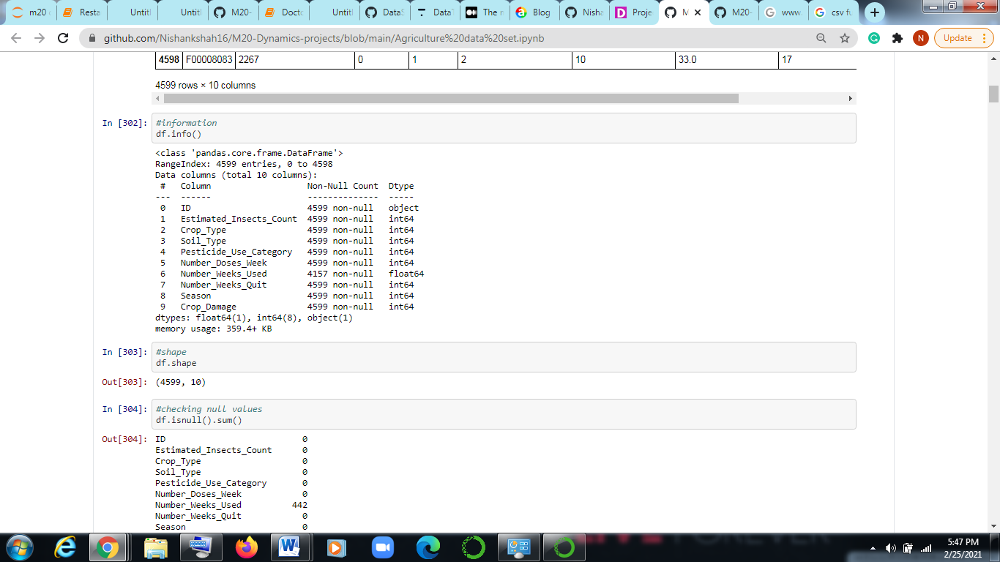 m20 Resta Untitl Untitl M20- Docto Untitl DataS DataT The m Blog Nisha Proje M M20- www. csv fu
github.com/Nishankshah16/M20-Dynamics-projects/blob/main/Agriculture%20data%20set.ipynb N Update
4598 F00008083 2267 0 1 2 10 33.0 17
4599 rows × 10 columns
In [302]: #information
df.info()
<class 'pandas.core.frame.DataFrame'>
RangeIndex: 4599 entries, 0 to 4598
Data columns (total 10 columns):
# Column Non-Null Count Dtype
--- ------ -------------- -----
0 ID 4599 non-null object
1 Estimated_Insects_Count 4599 non-null int64
2 Crop_Type 4599 non-null int64
3 Soil_Type 4599 non-null int64
4 Pesticide_Use_Category 4599 non-null int64
5 Number_Doses_Week 4599 non-null int64
6 Number_Weeks_Used 4157 non-null float64
7 Number_Weeks_Quit 4599 non-null int64
8 Season 4599 non-null int64
9 Crop_Damage 4599 non-null int64
dtypes: float64(1), int64(8), object(1)
memory usage: 359.4+ KB
In [303]: #shape
df.shape
Out[303]: (4599, 10)
In [304]: #checking null values
df.isnull().sum()
Out[304]: ID 0
Estimated_Insects_Count 0
Crop_Type 0
Soil_Type 0
Pesticide_Use_Category 0
Number_Doses_Week 0
Number_Weeks_Used 442
Number_Weeks_Quit 0
Season 0
5:47 PM
2/25/2021